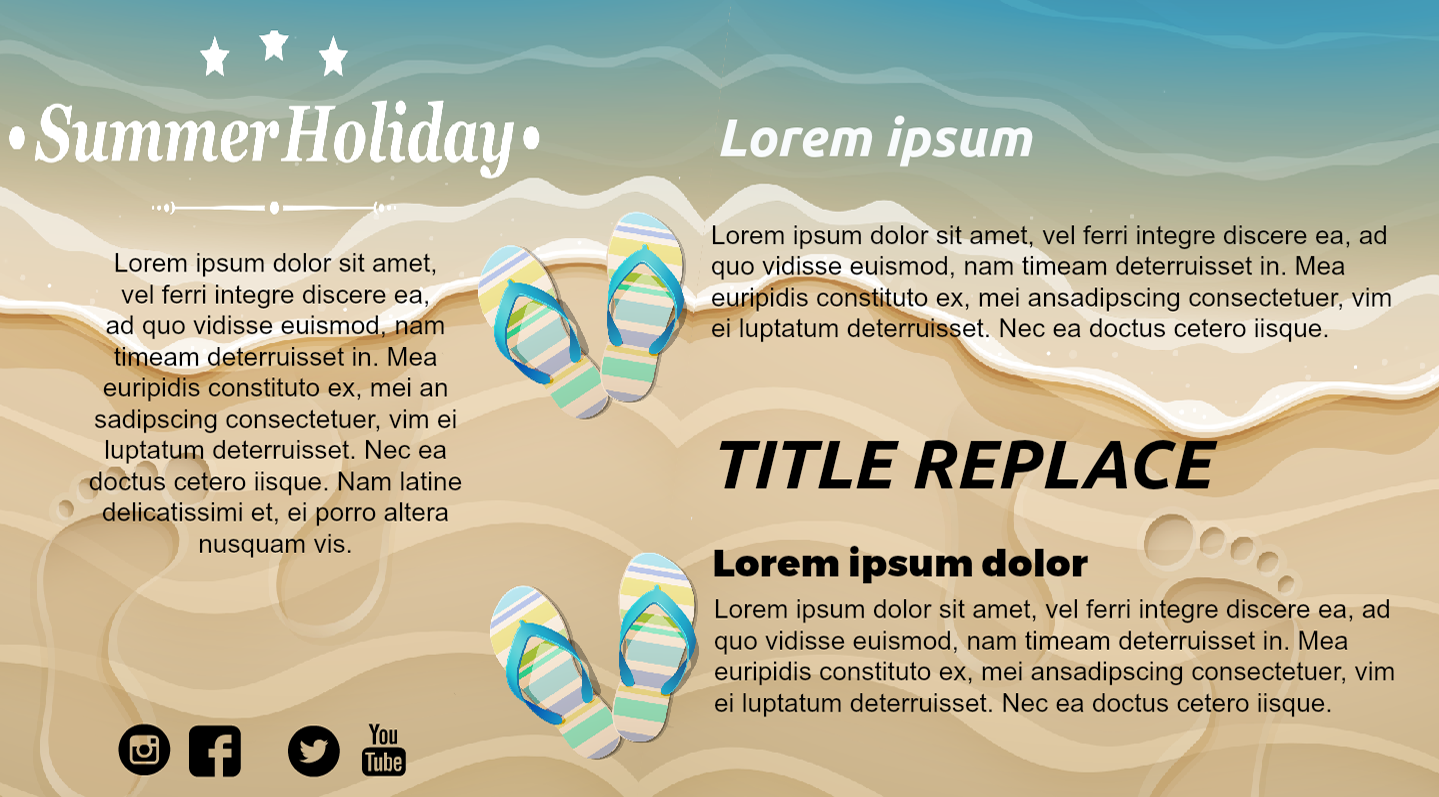 •Summer Holiday•
Lorem ipsum dolor sit amet,
vel ferri integre discere ea,
ad quo vidisse euismod, nam
timeam deterruisset in. Mea
euripidis constituto ex, mei an
sadipscing consectetuer, vim ei
luptatum deterruisset. Nec ea
doctus cetero iisque. Nam latine
delicatissimi et, ei porro altera
nusquam vis.
You
Tube
Lorem ipsum
Lorem ipsum dolor sit amet, vel ferri integre discere ea, ad
quo vidisse euismod, nam timeam deterruisset in. Mea
euripidis constituto ex, mei ansadipscing consectetuer, vim
ei luptatum deterruisset. Nec ea doctus cetero iisque.
TITLE REPLACE
Lorem ipsum dolor
Lorem ipsum dolor sit amet, vel ferri integre discere ea, ad
quo vidisse euismod, nam timeam deterruisset in. Mea
euripidis constituto ex, mei ansadipscing consectetuer, vim
ei luptatum deterruisset. Nec ea doctus cetero iisque.